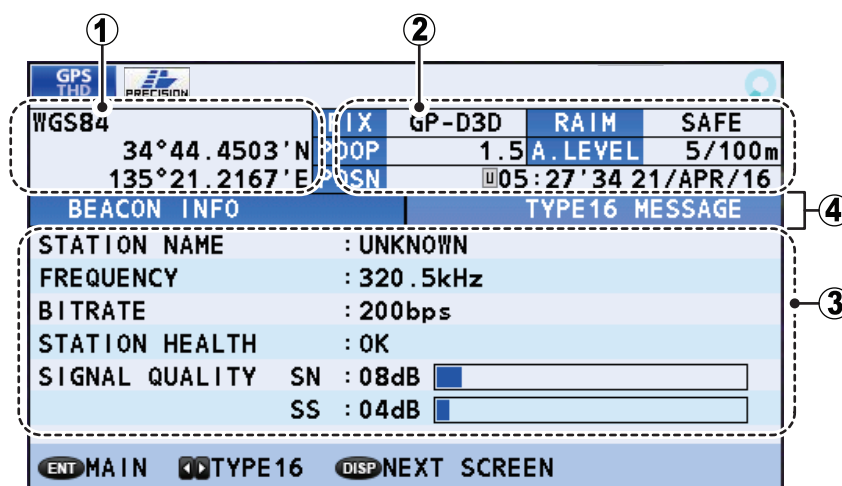 1 2
GPS THD PRECISION
WGS84 FIX GP-D3D RAIM SAFE
34°44.4503'N PDOP 1.5 A.LEVEL 5/100m
135°21.2167'E POSN U05:27'34 21/APR/16
BEACON INFO TYPE16 MESSAGE 4
STATION NAME : UNKNOWN
FREQUENCY : 320.5kHz
BITRATE : 200bps 3
STATION HEALTH : OK
SIGNAL QUALITY SN : 08dB
SS : 04dB
ENT MAIN TYPE16 DISP NEXT SCREEN